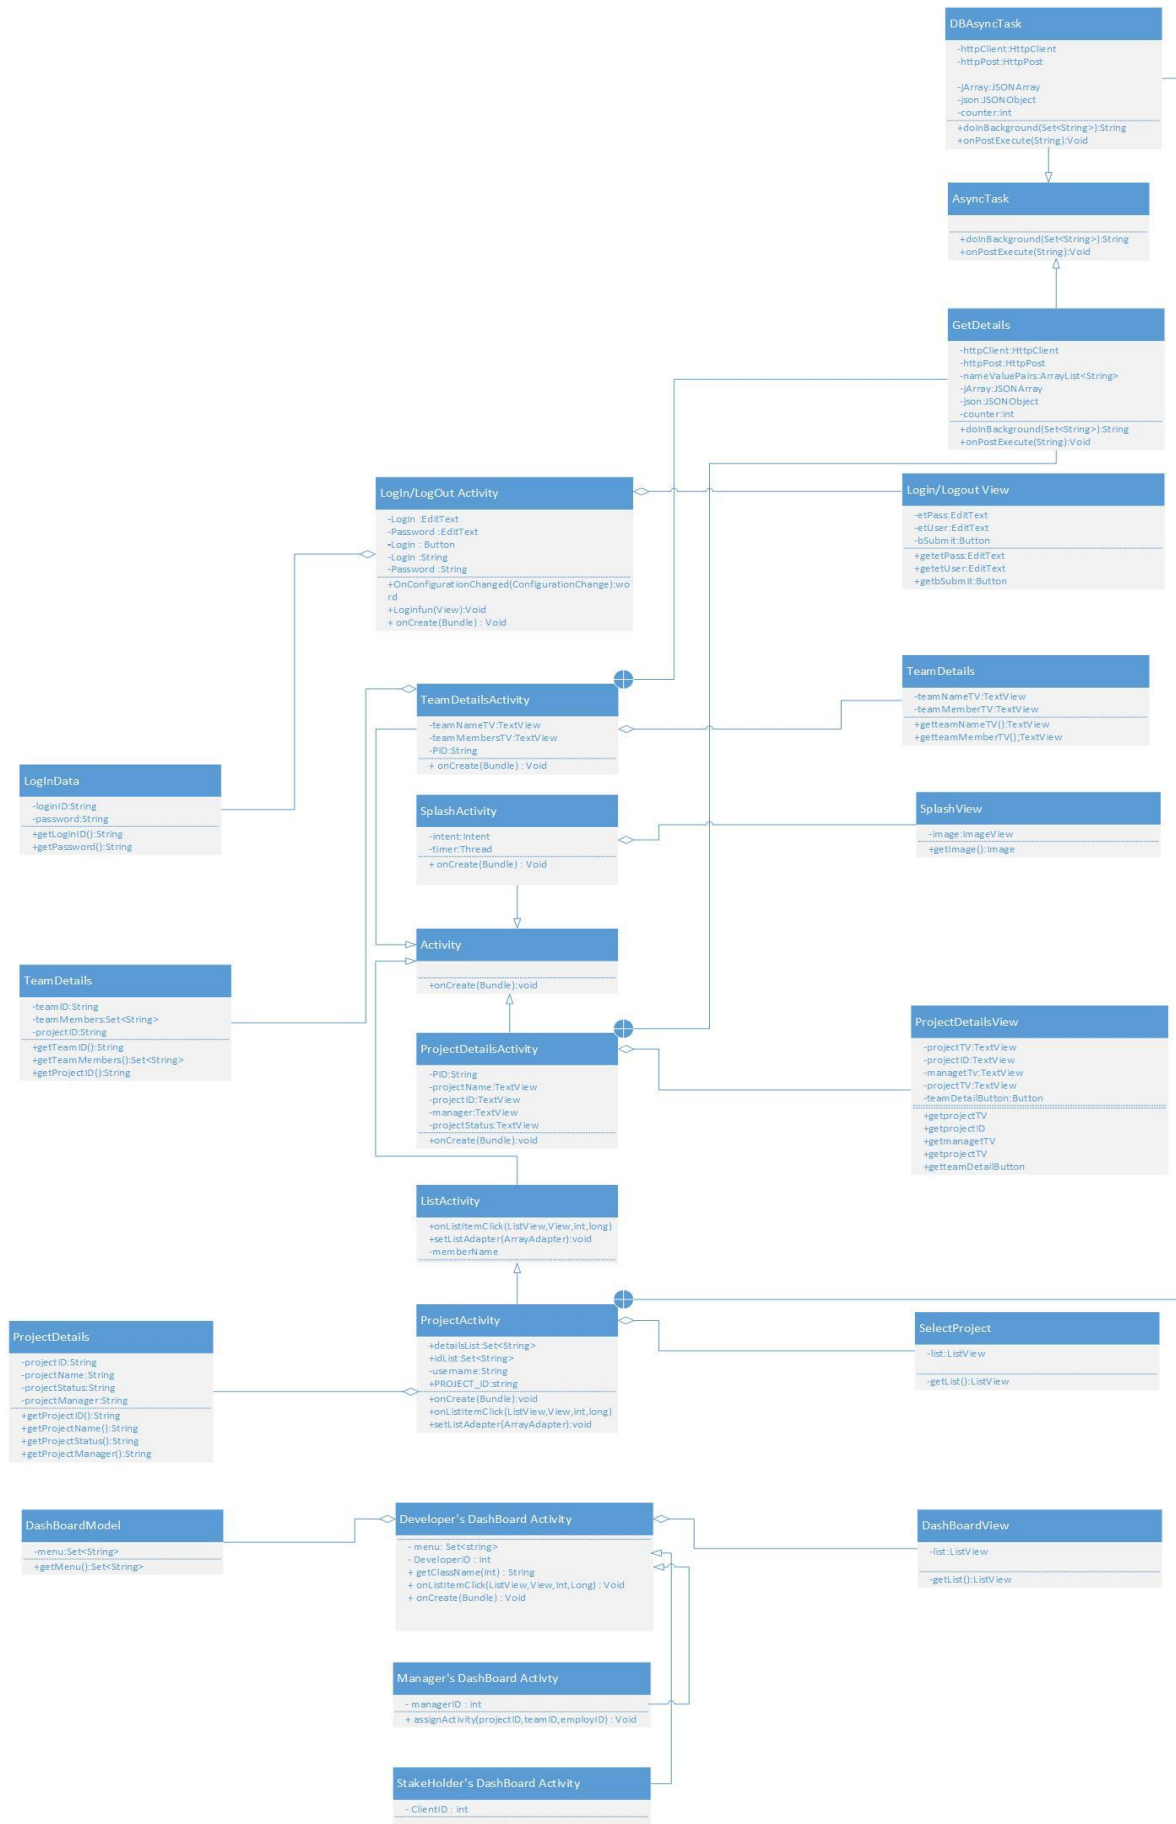 DBAsyncTask
-httpClient:HttpClient
-httpPost:HttpPost
-jArray:JSONArray
-json:JSONObject
-counter:int
+doInBackground(Set<String>):String
+onPostExecute(String):Void
AsyncTask
+doInBackground(Set<String>):String
+onPostExecute(String):Void
GetDetails
-httpClient:HttpClient
-httpPost:HttpPost
-nameValuePairs:ArrayList<String>
-jArray:JSONArray
-json:JSONObject
-counter:int
+doInBackground(Set<String>):String
+onPostExecute(String):Void
LogIn/LogOut Activity
-LogIn :EditText
-Password :EditText
-LogIn : Button
-LogIn :String
-Password :String
+OnConfigurationChanged(ConfigurationChange):wo
rd
+Loginfun(View):Void
+ onCreate(Bundle) : Void
Login/Logout View
-etPass:EditText
-etUser:EditText
-bSubmit:Button
+getetPass:EditText
+getetUser:EditText
+getbSubmit:Button
TeamDetailsActivity
-teamNameTV:TextView
-teamMembersTV:TextView
-PID:String
+ onCreate(Bundle) : Void
TeamDetails
-teamNameTV:TextView
-teamMemberTV:TextView
+getteamNameTV():TextView
+getteamMemberTV();TextView
LogInData
-loginID:String
-password:String
+getLoginID():String
+getPassword():String
SplashActivity
-intent:Intent
-timer:Thread
+ onCreate(Bundle) : Void
SplashView
-image:ImageView
+getImage():Image
Activity
+onCreate(Bundle):void
TeamDetails
-teamID:String
-teamMembers:Set<String>
-projectID:String
+getTeamID():String
+getTeamMembers():Set<String>
+getProjectID():String
ProjectDetailsActivity
-PID:String
-projectName:TextView
-projectID:TextView
-manager:TextView
-projectStatus:TextView
+onCreate(Bundle):void
ProjectDetailsView
-projectTV:TextView
-projectID:TextView
-managetTv:TextView
-projectTV:TextView
-teamDetailButton:Button
+getprojectTV
+getprojectID
+getmanagetTV
+getprojectTV
+getteamDetailButton
ListActivity
+onListItemClick(ListView,View,int,long)
+setListAdapter(ArrayAdapter):void
-memberName
ProjectActivity
+detailsList:Set<String>
+idList:Set<String>
-username:String
+PROJECT_ID:string
+onCreate(Bundle):void
+onListItemClick(ListView,View,int,long)
+setListAdapter(ArrayAdapter):void
SelectProject
-list:ListView
-getList():ListView
ProjectDetails
-projectID:String
-projectName:String
-projectStatus:String
-projectManager:String
+getProjectID():String
+getProjectName():String
+getProjectStatus():String
+getProjectManager():String
DashBoardModel
-menu:Set<String>
+getMenu():Set<String>
Developer's DashBoard Activity
- menu: Set<string>
- DeveloperID : Int
+ getClassName(Int) : String
+ onListItemClick(ListView,View,Int,Long) : Void
+ onCreate(Bundle) : Void
DashBoardView
-list:ListView
-getList():ListView
Manager's DashBoard Activty
- managerID : int
+ assignActivity(projectID,teamID,employID) : Void
StakeHolder's DashBoard Activity
- ClientID : int